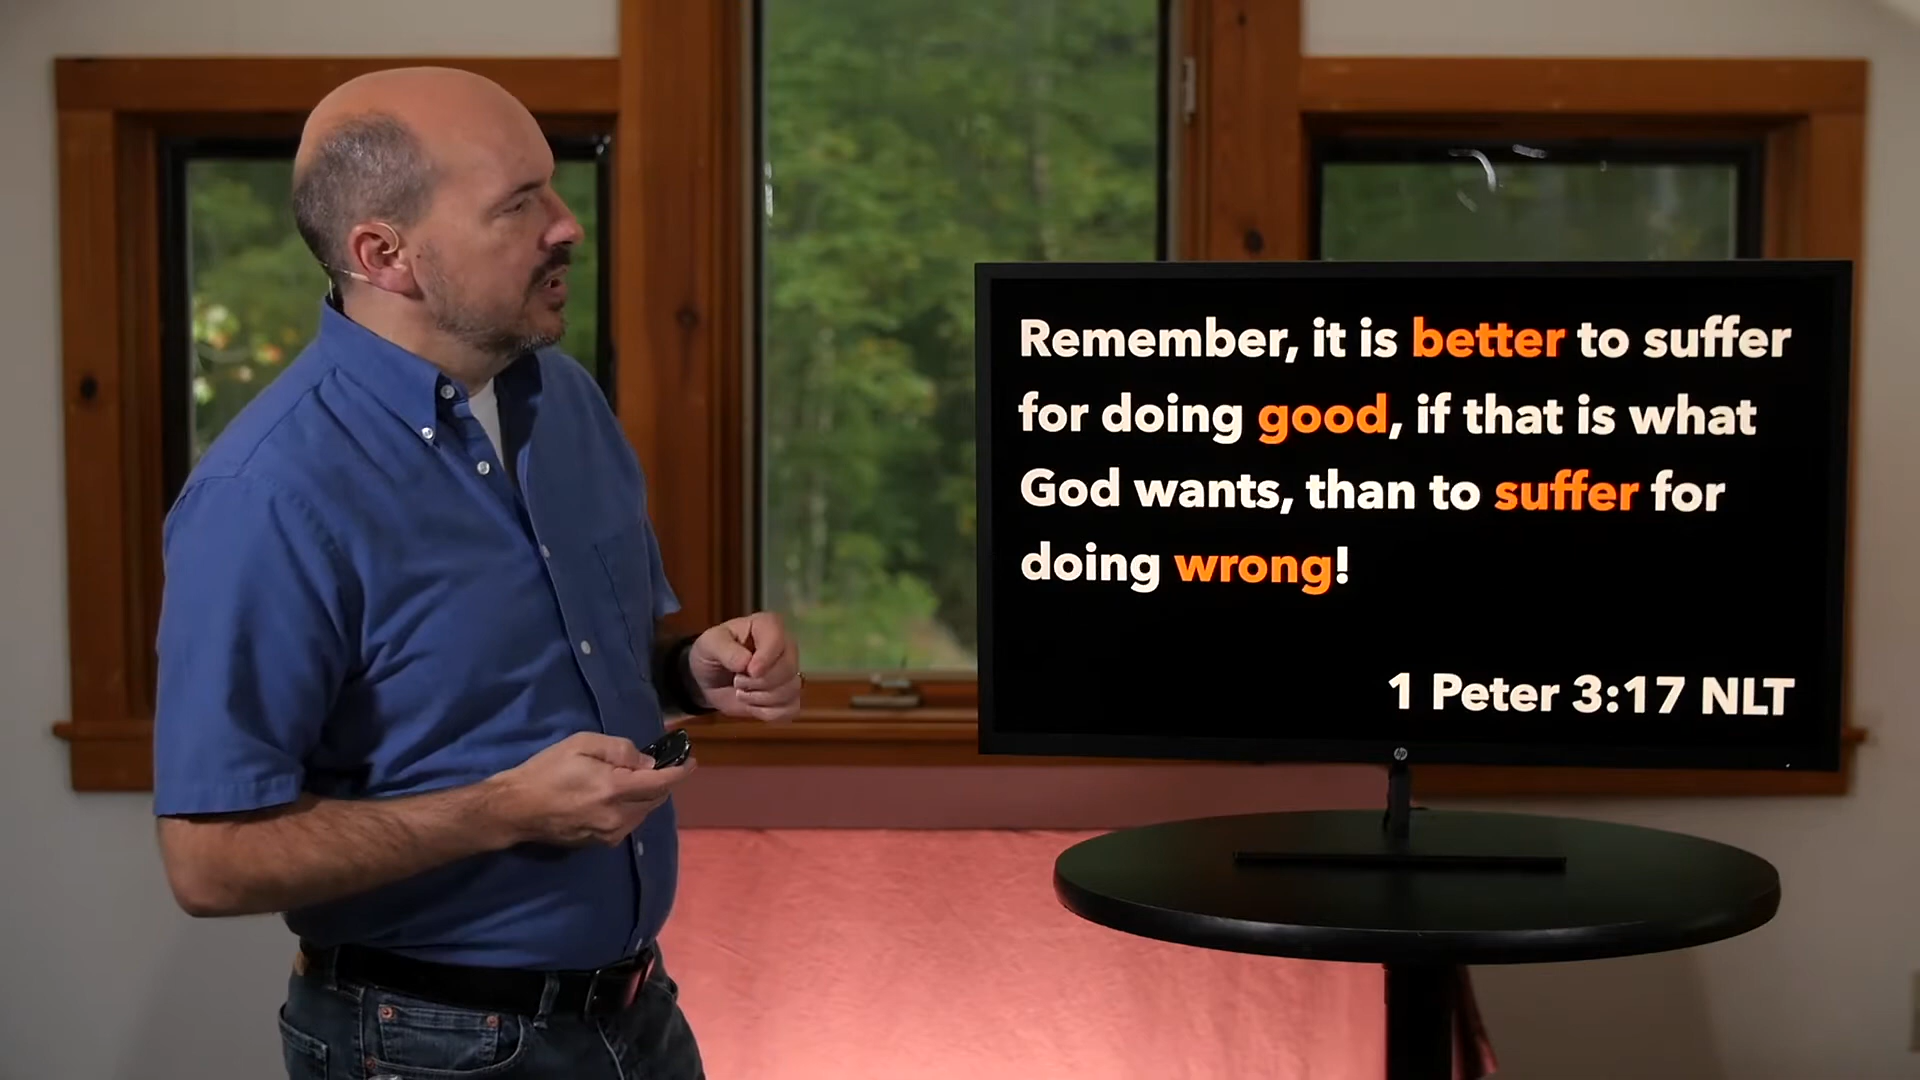 Remember, it is better to suffer
for doing good, if that is what
God wants, than to suffer for
doing wrong!
1 Peter 3:17 NLT
hp